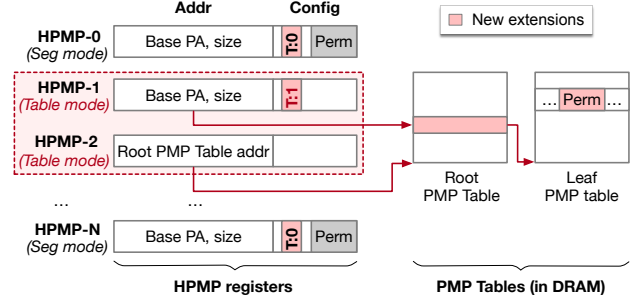 Addr Config
New extensions
HPMP-0
(Seg mode)
Base PA, size T:0 Perm
HPMP-1
(Table mode)
Base PA, size T:1
HPMP-2
(Table mode)
Root PMP Table addr
... Perm ...
Root
PMP Table
Leaf
PMP table
... ...
HPMP-N
(Seg mode)
Base PA, size T:0 Perm
HPMP registers
PMP Tables (in DRAM)